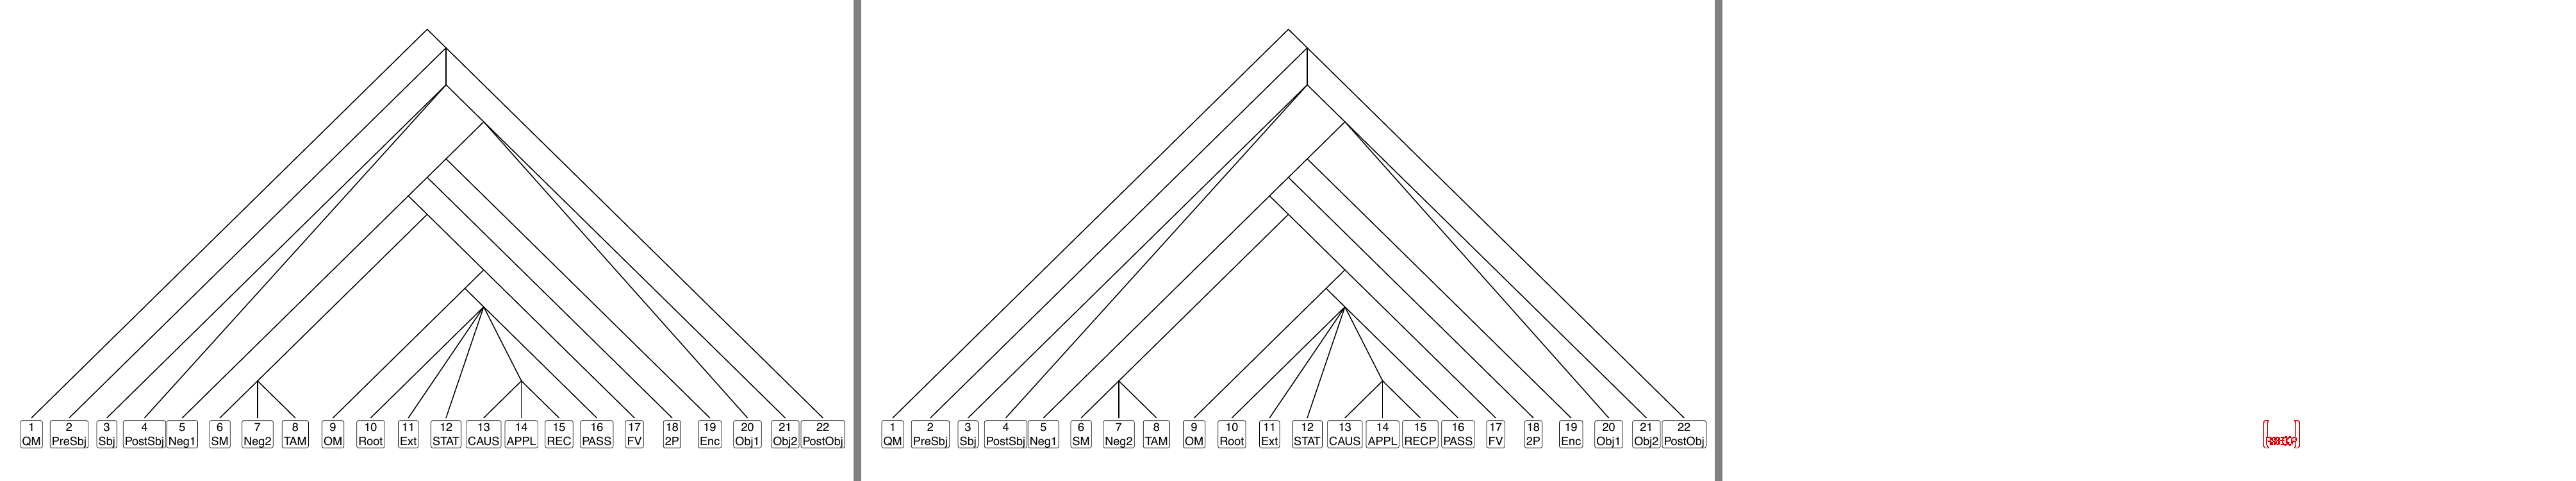 1 2 3 4 5 6 7 8 9 10 11 12 13 14 15 16 17 18 19 20 21 22
QM PreSbj Sbj PostSbj Neg1 SM Neg2 TAM OM Root Ext STAT CAUS APPL REC PASS FV 2P Enc Obj1 Obj2 PostObj
1 2 3 4 5 6 7 8 9 10 11 12 13 14 15 16 17 18 19 20 21 22
QM PreSbj Sbj PostSbj Neg1 SM Neg2 TAM OM Root Ext STAT CAUS APPL RECP PASS FV 2P Enc Obj1 Obj2 PostObj